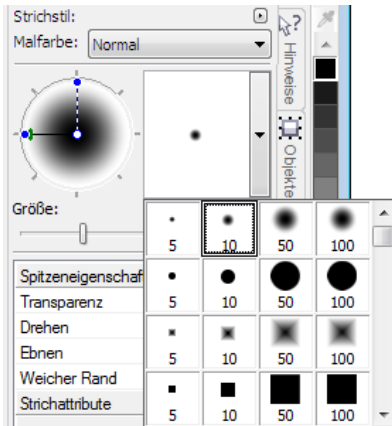 Strichstil:
Malfarbe: Normal
Hinweise
Objekte
Größe:
5 10 50 100
5 10 50 100
5 10 50 100
5 10 50 100
Spitzeneigenschaf
Transparenz
Drehen
Ebnen
Weicher Rand
Strichattribute